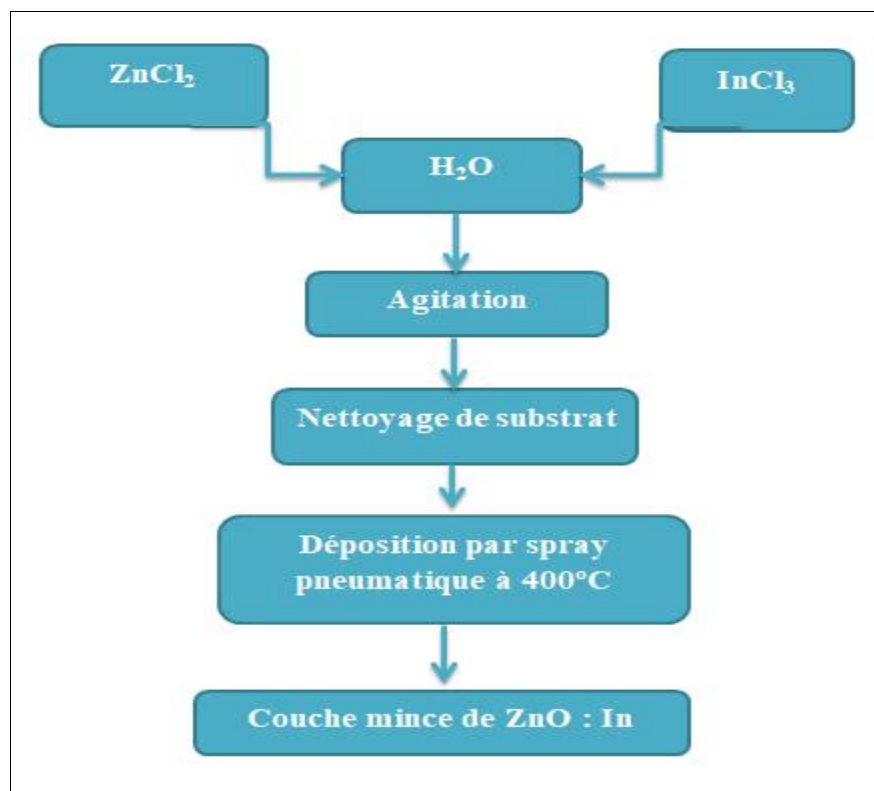 ZnCl₂
InCl₃
H₂O
Agitation
Nettoyage de substrat
Déposition par spray
pneumatique à 400°C
Couche mince de ZnO : In